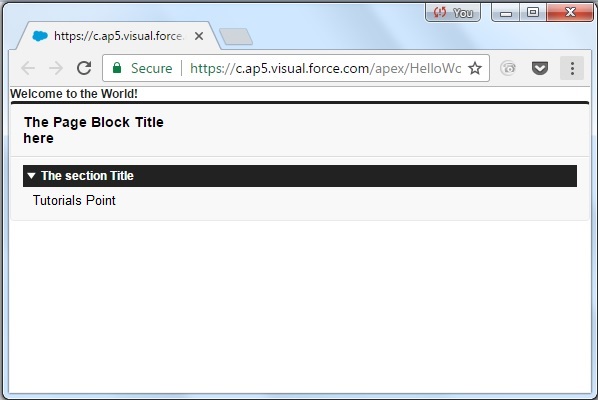 You
https://c.ap5.visual.force.
Secure https://c.ap5.visual.force.com/apex/HelloWo
Welcome to the World!
The Page Block Title
here
The section Title
Tutorials Point